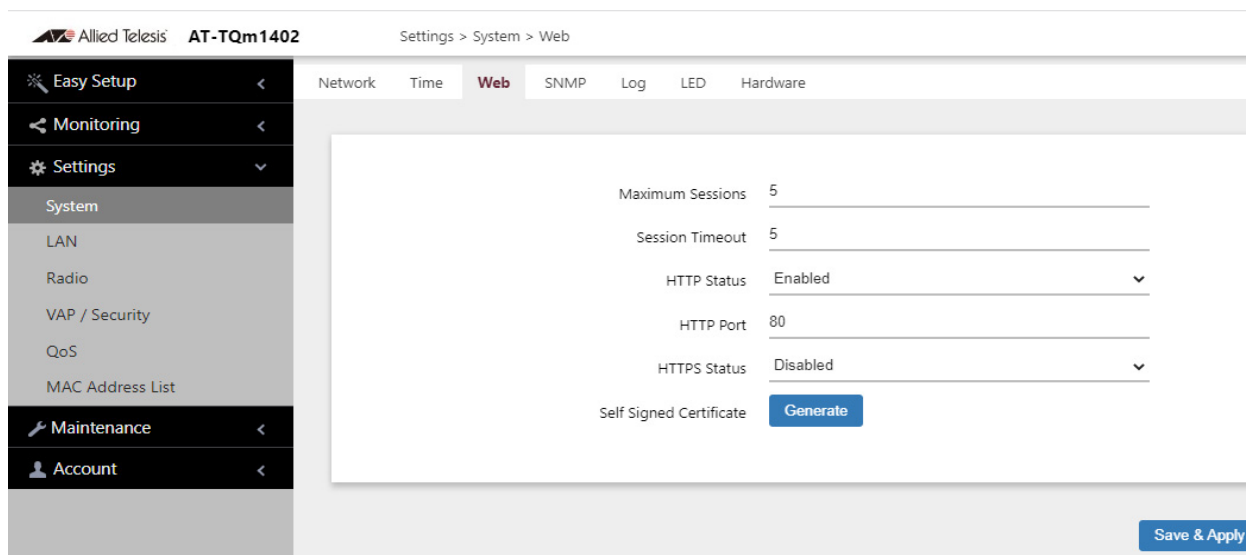 Allied Telesis AT-TQm1402 Settings > System > Web
Easy Setup
Monitoring
Settings
System
LAN
Radio
VAP / Security
QoS
MAC Address List
Maintenance
Account
Network Time Web SNMP Log LED Hardware
Maximum Sessions 5
Session Timeout 5
HTTP Status Enabled
HTTP Port 80
HTTPS Status Disabled
Self Signed Certificate Generate
Save & Apply